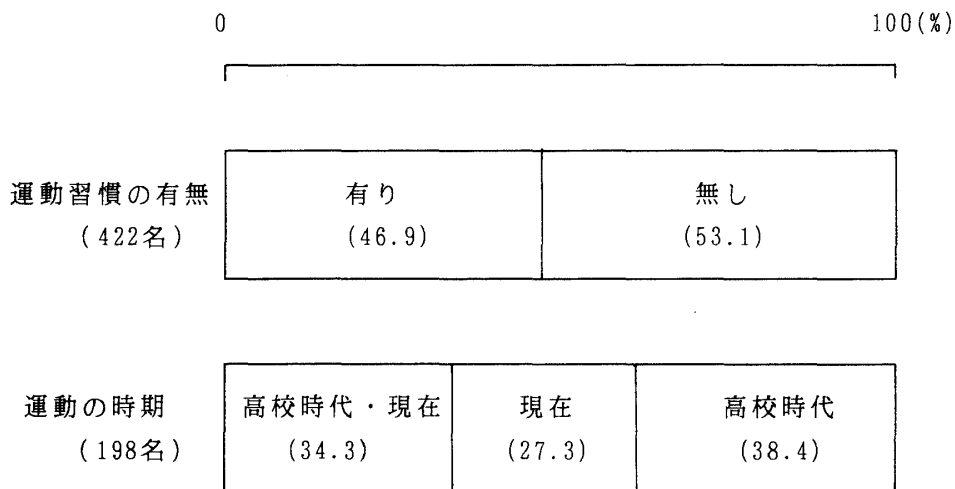 0 100(%)
運動習慣の有無 有り 無し
(422名) (46.9) (53.1)
運動の時期 高校時代・現在 現在 高校時代
(198名) (34.3) (27.3) (38.4)